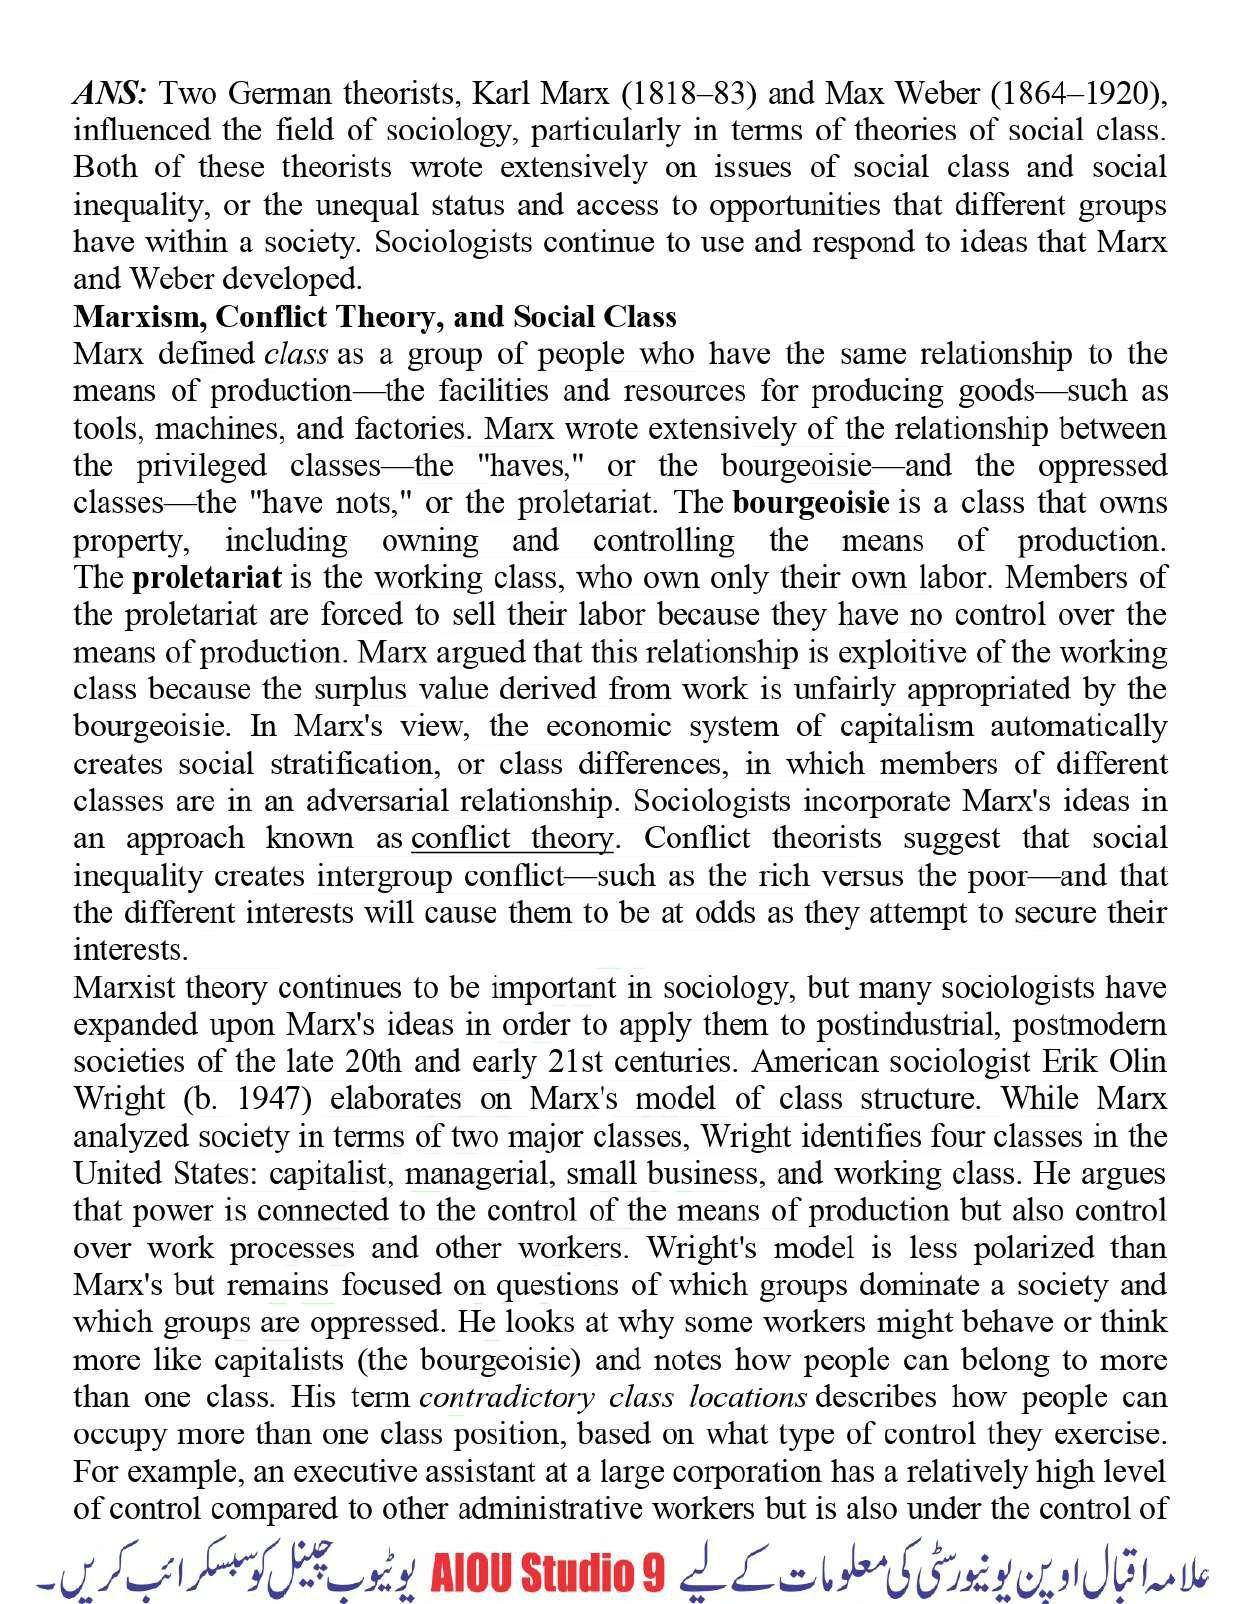 ANS: Two German theorists, Karl Marx (1818–83) and Max Weber (1864–1920),
influenced the field of sociology, particularly in terms of theories of social class.
Both of these theorists wrote extensively on issues of social class and social
inequality, or the unequal status and access to opportunities that different groups
have within a society. Sociologists continue to use and respond to ideas that Marx
and Weber developed.
Marxism, Conflict Theory, and Social Class
Marx defined class as a group of people who have the same relationship to the
means of production—the facilities and resources for producing goods—such as
tools, machines, and factories. Marx wrote extensively of the relationship between
the privileged classes—the "haves," or the bourgeoisie—and the oppressed
classes—the "have nots," or the proletariat. The bourgeoisie is a class that owns
property, including owning and controlling the means of production.
The proletariat is the working class, who own only their own labor. Members of
the proletariat are forced to sell their labor because they have no control over the
means of production. Marx argued that this relationship is exploitive of the working
class because the surplus value derived from work is unfairly appropriated by the
bourgeoisie. In Marx's view, the economic system of capitalism automatically
creates social stratification, or class differences, in which members of different
classes are in an adversarial relationship. Sociologists incorporate Marx's ideas in
an approach known as conflict theory. Conflict theorists suggest that social
inequality creates intergroup conflict—such as the rich versus the poor—and that
the different interests will cause them to be at odds as they attempt to secure their
interests.
Marxist theory continues to be important in sociology, but many sociologists have
expanded upon Marx's ideas in order to apply them to postindustrial, postmodern
societies of the late 20th and early 21st centuries. American sociologist Erik Olin
Wright (b. 1947) elaborates on Marx's model of class structure. While Marx
analyzed society in terms of two major classes, Wright identifies four classes in the
United States: capitalist, managerial, small business, and working class. He argues
that power is connected to the control of the means of production but also control
over work processes and other workers. Wright's model is less polarized than
Marx's but remains focused on questions of which groups dominate a society and
which groups are oppressed. He looks at why some workers might behave or think
more like capitalists (the bourgeoisie) and notes how people can belong to more
than one class. His term contradictory class locations describes how people can
occupy more than one class position, based on what type of control they exercise.
For example, an executive assistant at a large corporation has a relatively high level
of control compared to other administrative workers but is also under the control of
علامہ اقبال اوپن یونیورسٹی کی معلومات کے لیے AIOU Studio 9 یوٹیوب چینل کو سبسکرائب کریں۔